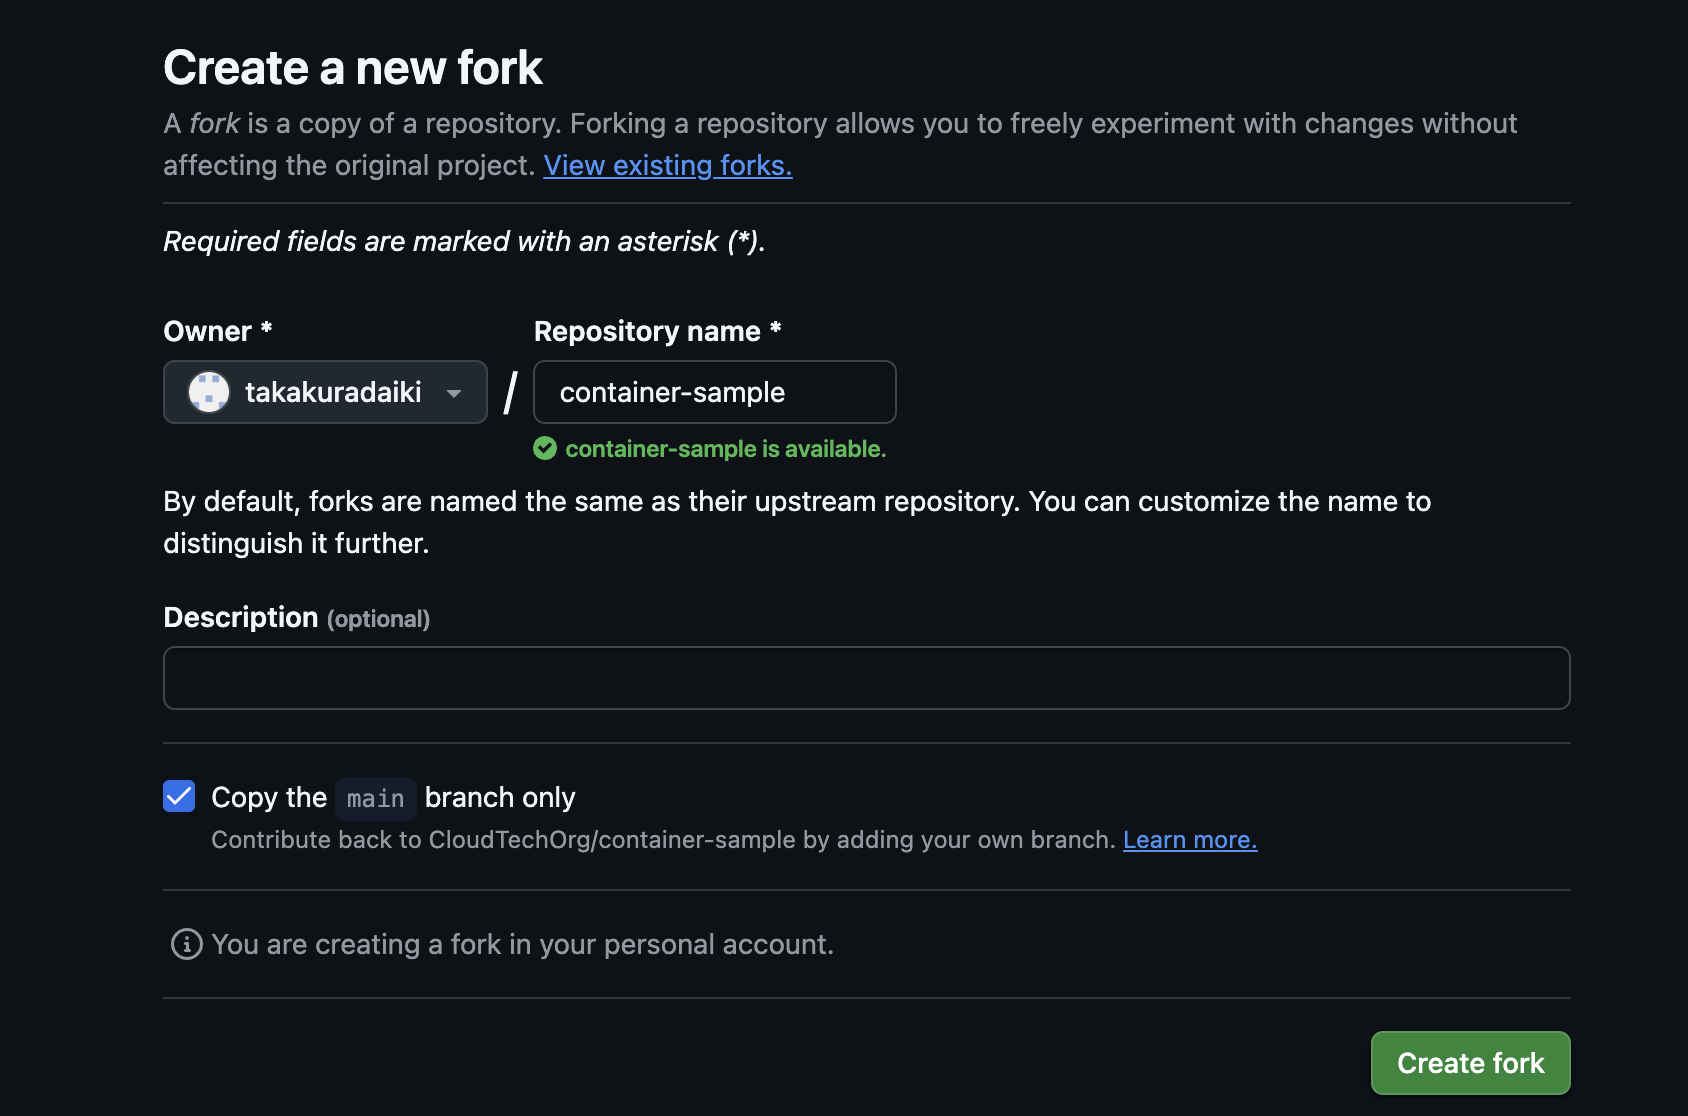 Create a new fork
A fork is a copy of a repository. Forking a repository allows you to freely experiment with changes without
affecting the original project. View existing forks.
Required fields are marked with an asterisk (*).
Owner *
Repository name *
takakuradaiki
/
container-sample
container-sample is available.
By default, forks are named the same as their upstream repository. You can customize the name to
distinguish it further.
Description (optional)
Copy the main branch only
Contribute back to CloudTechOrg/container-sample by adding your own branch. Learn more.
You are creating a fork in your personal account.
Create fork